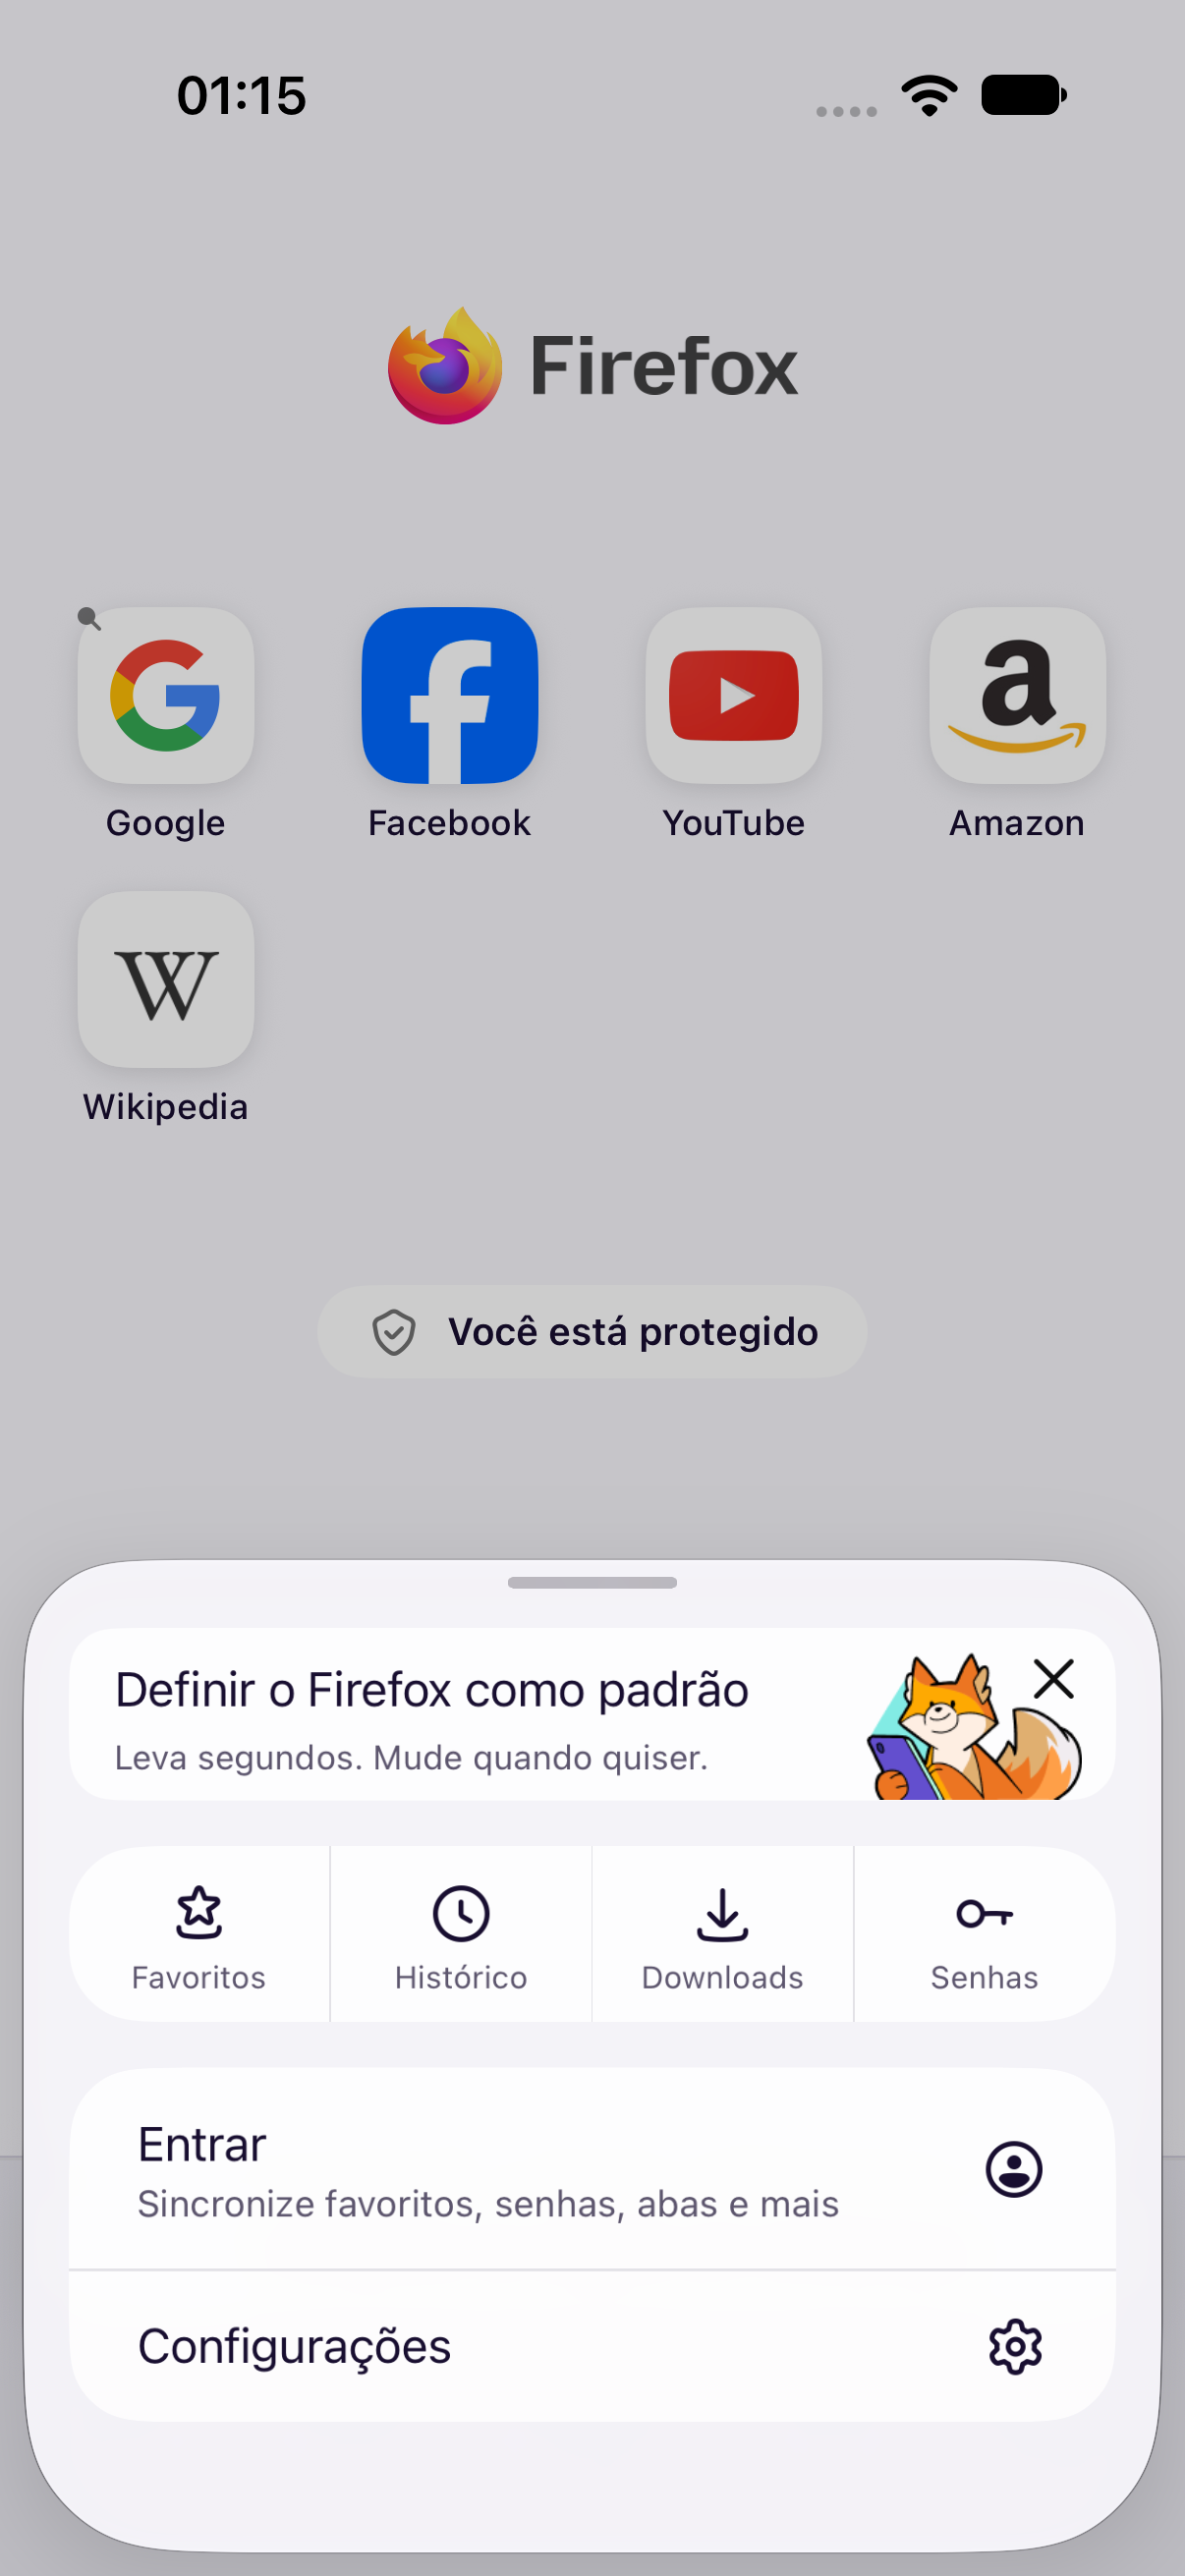 01:15
Firefox
Google
Facebook
YouTube
Amazon
Wikipedia
Você está protegido
Definir o Firefox como padrão
Leva segundos. Mude quando quiser.
Favoritos
Histórico
Downloads
Senhas
Entrar
Sincronize favoritos, senhas, abas e mais
Configurações